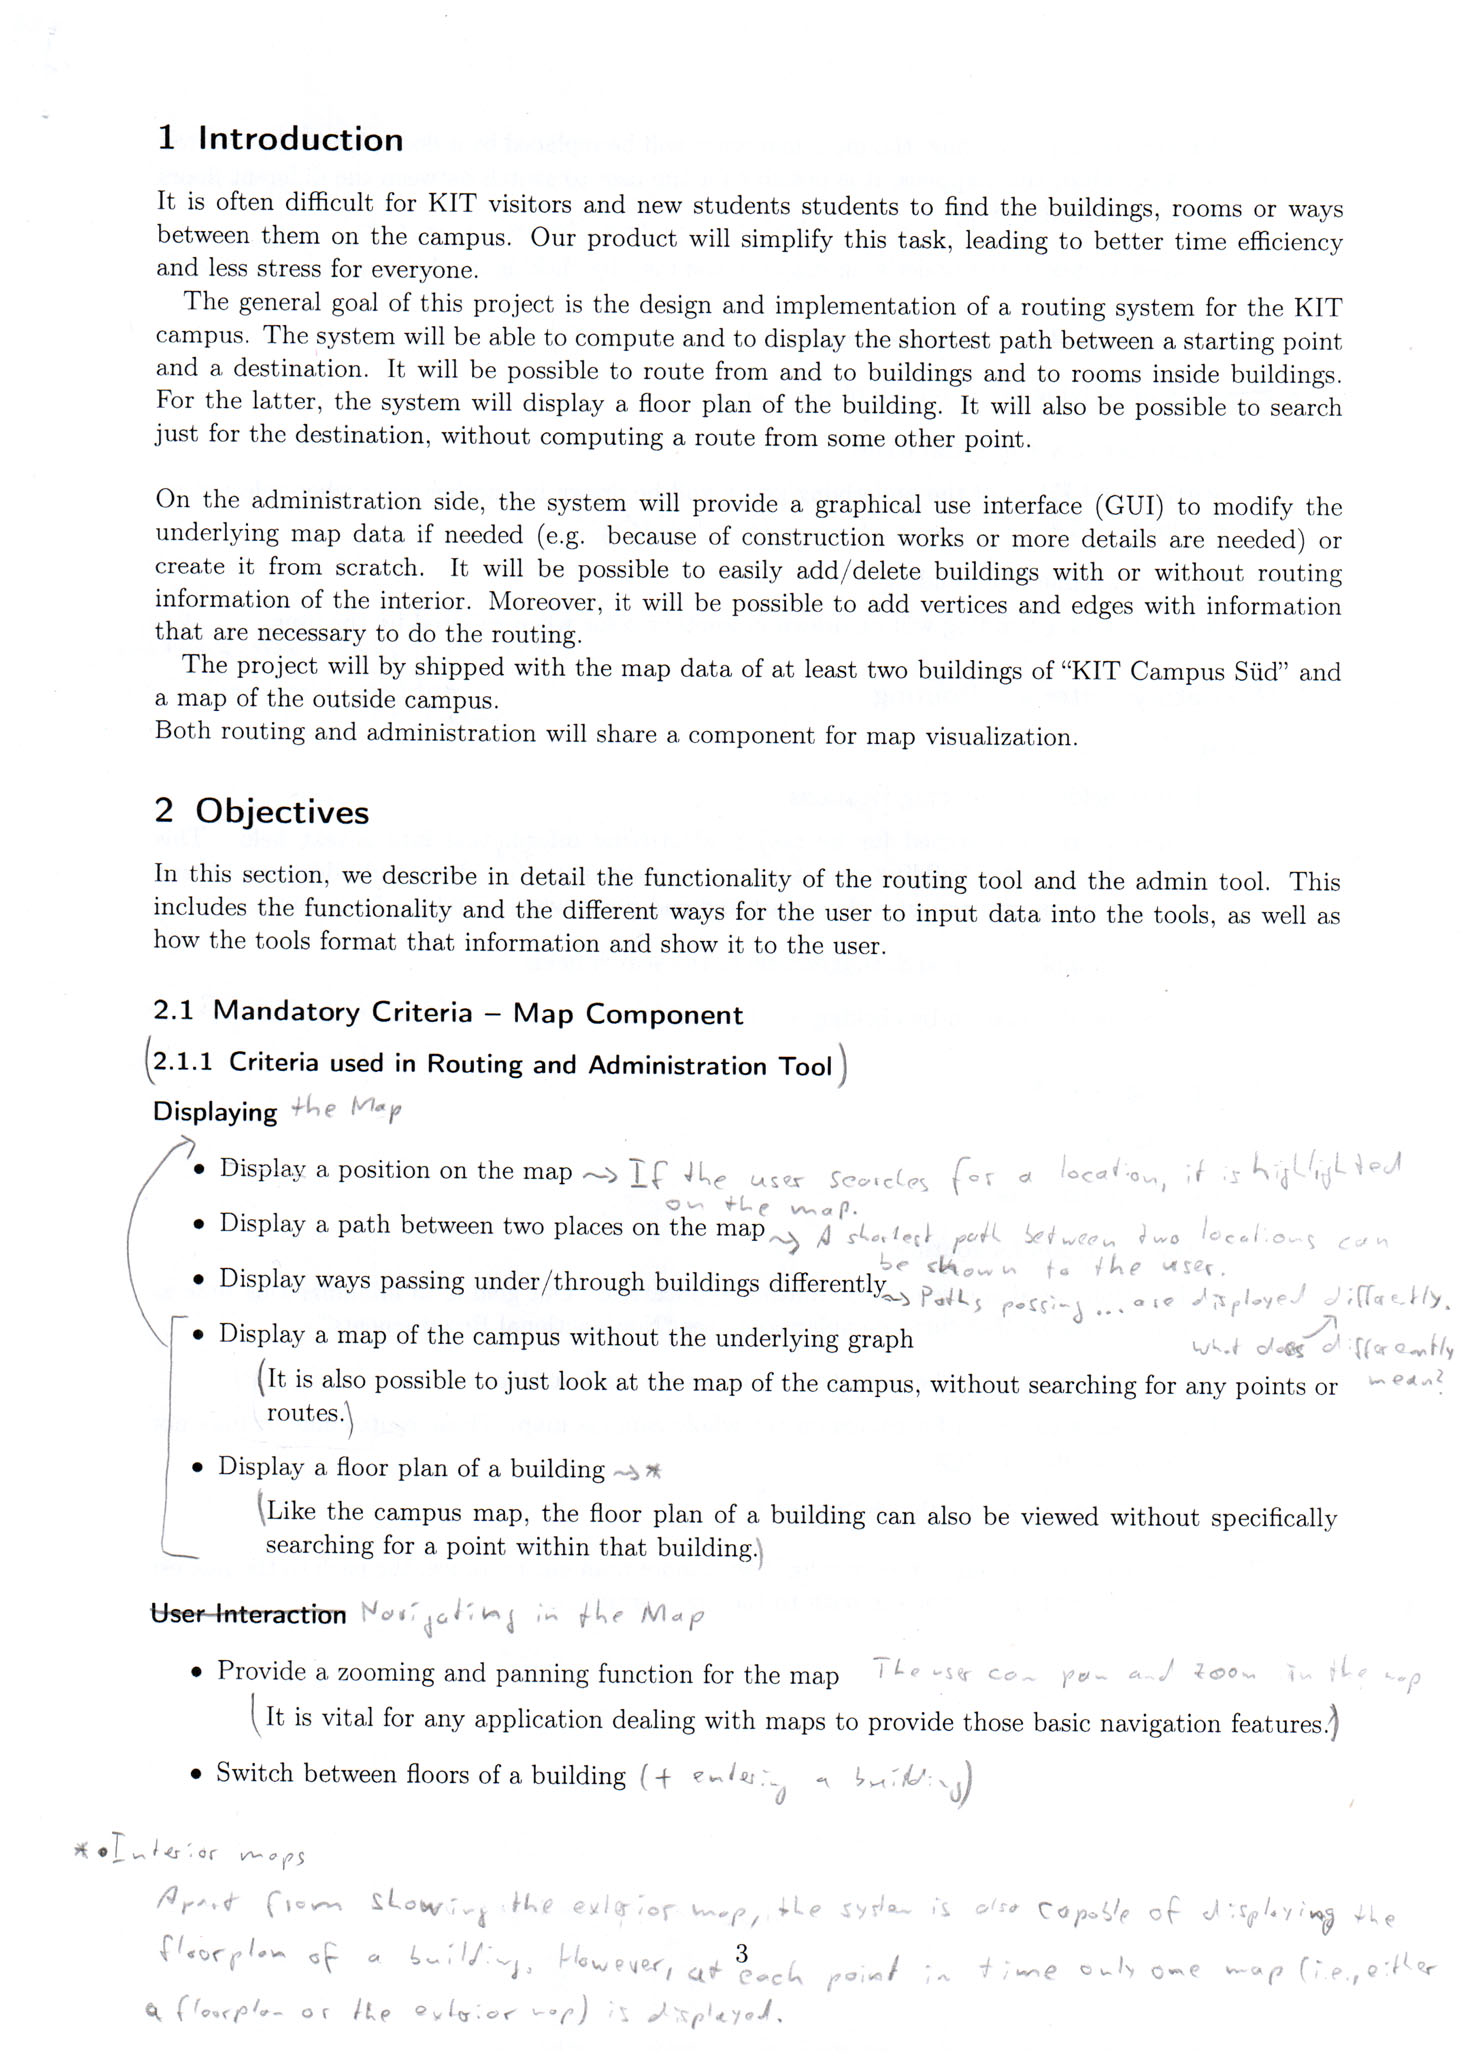 1 Introduction
It is often difficult for KIT visitors and new students students to find the buildings, rooms or ways
between them on the campus. Our product will simplify this task, leading to better time efficiency
and less stress for everyone.
The general goal of this project is the design and implementation of a routing system for the KIT
campus. The system will be able to compute and to display the shortest path between a starting point
and a destination. It will be possible to route from and to buildings and to rooms inside buildings.
For the latter, the system will display a floor plan of the building. It will also be possible to search
just for the destination, without computing a route from some other point.
On the administration side, the system will provide a graphical use interface (GUI) to modify the
underlying map data if needed (e.g. because of construction works or more details are needed) or
create it from scratch. It will be possible to easily add/delete buildings with or without routing
information of the interior. Moreover, it will be possible to add vertices and edges with information
that are necessary to do the routing.
The project will by shipped with the map data of at least two buildings of “KIT Campus Süd” and
a map of the outside campus.
Both routing and administration will share a component for map visualization.
2 Objectives
In this section, we describe in detail the functionality of the routing tool and the admin tool. This
includes the functionality and the different ways for the user to input data into the tools, as well as
how the tools format that information and show it to the user.
2.1 Mandatory Criteria – Map Component
(2.1.1 Criteria used in Routing and Administration Tool)
Displaying the Map
• Display a position on the map ~> If the user searches for a location, it is highlighted
on the map.
• Display a path between two places on the map ~> A shortest path between two locations can
be shown to the user.
• Display ways passing under/through buildings differently ~> Paths passing ... are displayed differently.
• Display a map of the campus without the underlying graph
what does differently
mean?
(It is also possible to just look at the map of the campus, without searching for any points or
routes.)
• Display a floor plan of a building ~> *
(Like the campus map, the floor plan of a building can also be viewed without specifically
searching for a point within that building.)
User Interaction Navigating in the Map
• Provide a zooming and panning function for the map The user can pan and zoom in the map
(It is vital for any application dealing with maps to provide those basic navigation features.)
• Switch between floors of a building (+ entering a building)
* • Interior maps
Apart from showing the exterior map, the system is also capable of displaying the
floorplan of a building. However, at each point in time only one map (i.e., either
a floorplan or the exterior map) is displayed.
3